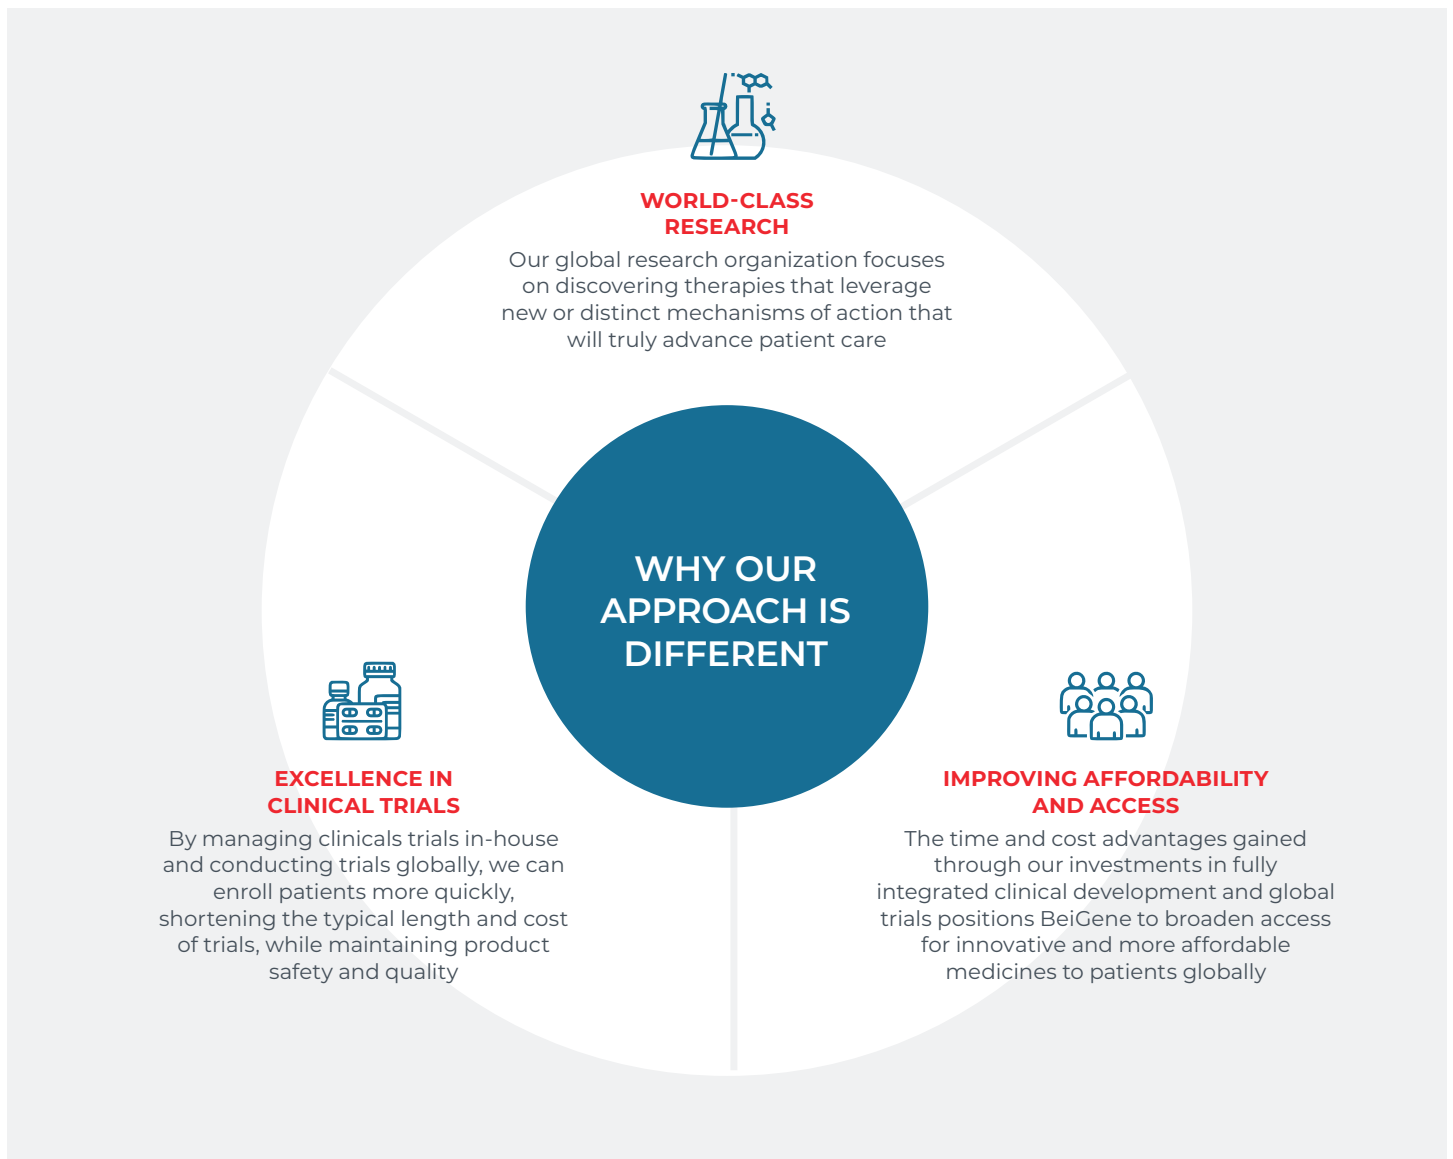 WORLD-CLASS
RESEARCH
Our global research organization focuses
on discovering therapies that leverage
new or distinct mechanisms of action that
will truly advance patient care
WHY OUR
APPROACH IS
DIFFERENT
EXCELLENCE IN
CLINICAL TRIALS
By managing clinicals trials in-house
and conducting trials globally, we can
enroll patients more quickly,
shortening the typical length and cost
of trials, while maintaining product
safety and quality
IMPROVING AFFORDABILITY
AND ACCESS
The time and cost advantages gained
through our investments in fully
integrated clinical development and global
trials positions BeiGene to broaden access
for innovative and more affordable
medicines to patients globally